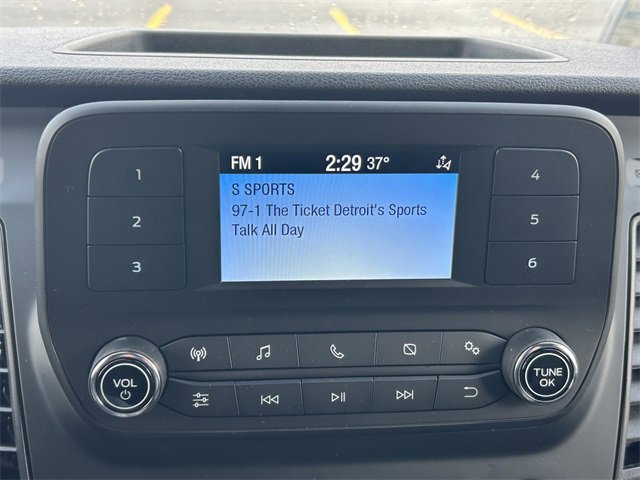 FM 1 2:29 37°
S SPORTS
97-1 The Ticket Detroit's Sports
Talk All Day
1
2
3
4
5
6
VOL
TUNE
OK